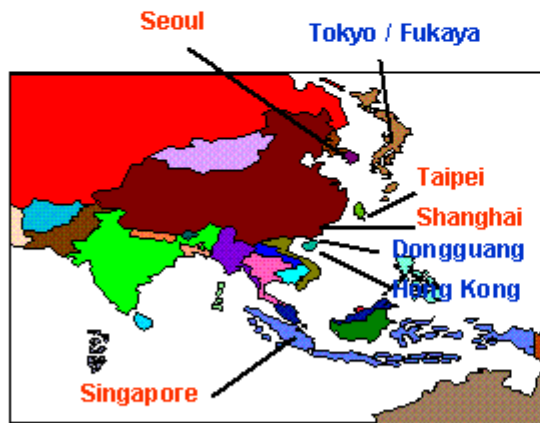 Seoul
Tokyo / Fukaya
Taipei
Shanghai
Dongguang
Hong Kong
Singapore